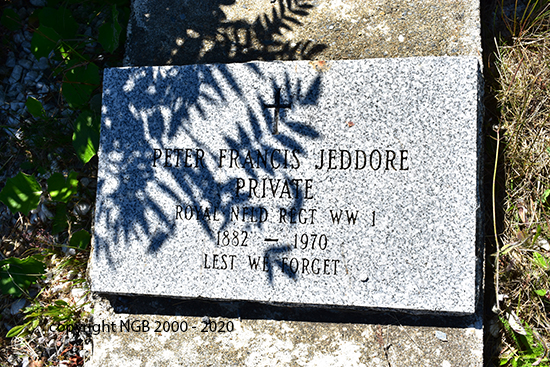 PETER FRANCIS JEDDORE
PRIVATE
ROYAL NFLD REGT WW I
1882 — 1970
LEST WE FORGET
Copyright NGB 2000 - 2020